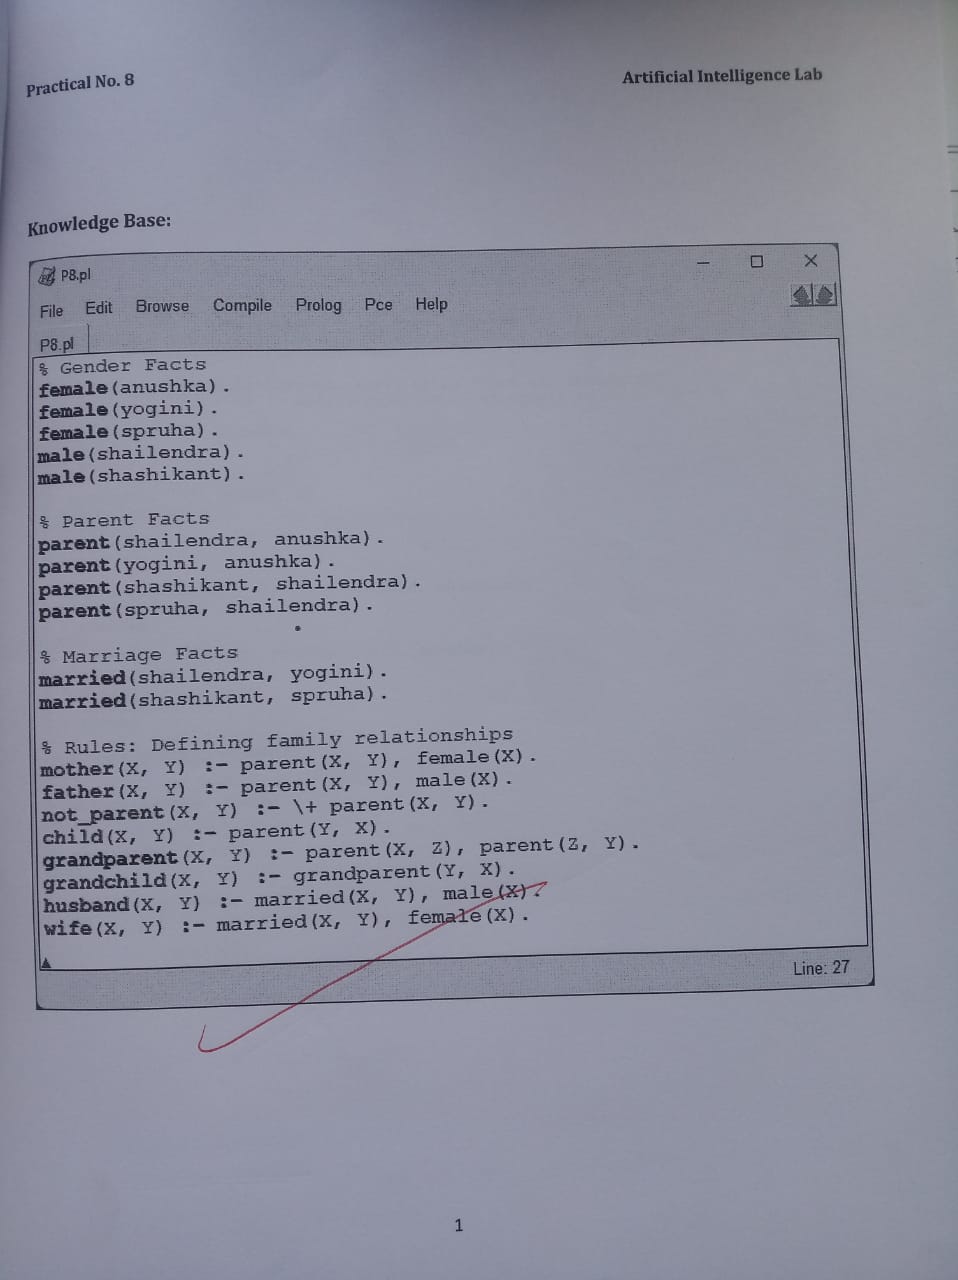 Practical No. 8
Artificial Intelligence Lab
Knowledge Base:
P8.pl
File Edit Browse Compile Prolog Pce Help
P8.pl
% Gender Facts
female(anushka).
female(yogini).
female(spruha).
male(shailendra).
male(shashikant).
% Parent Facts
parent(shailendra, anushka).
parent(yogini, anushka).
parent(shashikant, shailendra).
parent(spruha, shailendra).
% Marriage Facts
married(shailendra, yogini).
married(shashikant, spruha).
% Rules: Defining family relationships
mother(X, Y) :- parent(X, Y), female(X).
father(X, Y) :- parent(X, Y), male(X).
not_parent(X, Y) :- \+ parent(X, Y).
child(X, Y) :- parent(Y, X).
grandparent(X, Y) :- parent(X, Z), parent(Z, Y).
grandchild(X, Y) :- grandparent(Y, X).
husband(X, Y) :- married(X, Y), male(X).
wife(X, Y) :- married(X, Y), female(X).
Line: 27
1